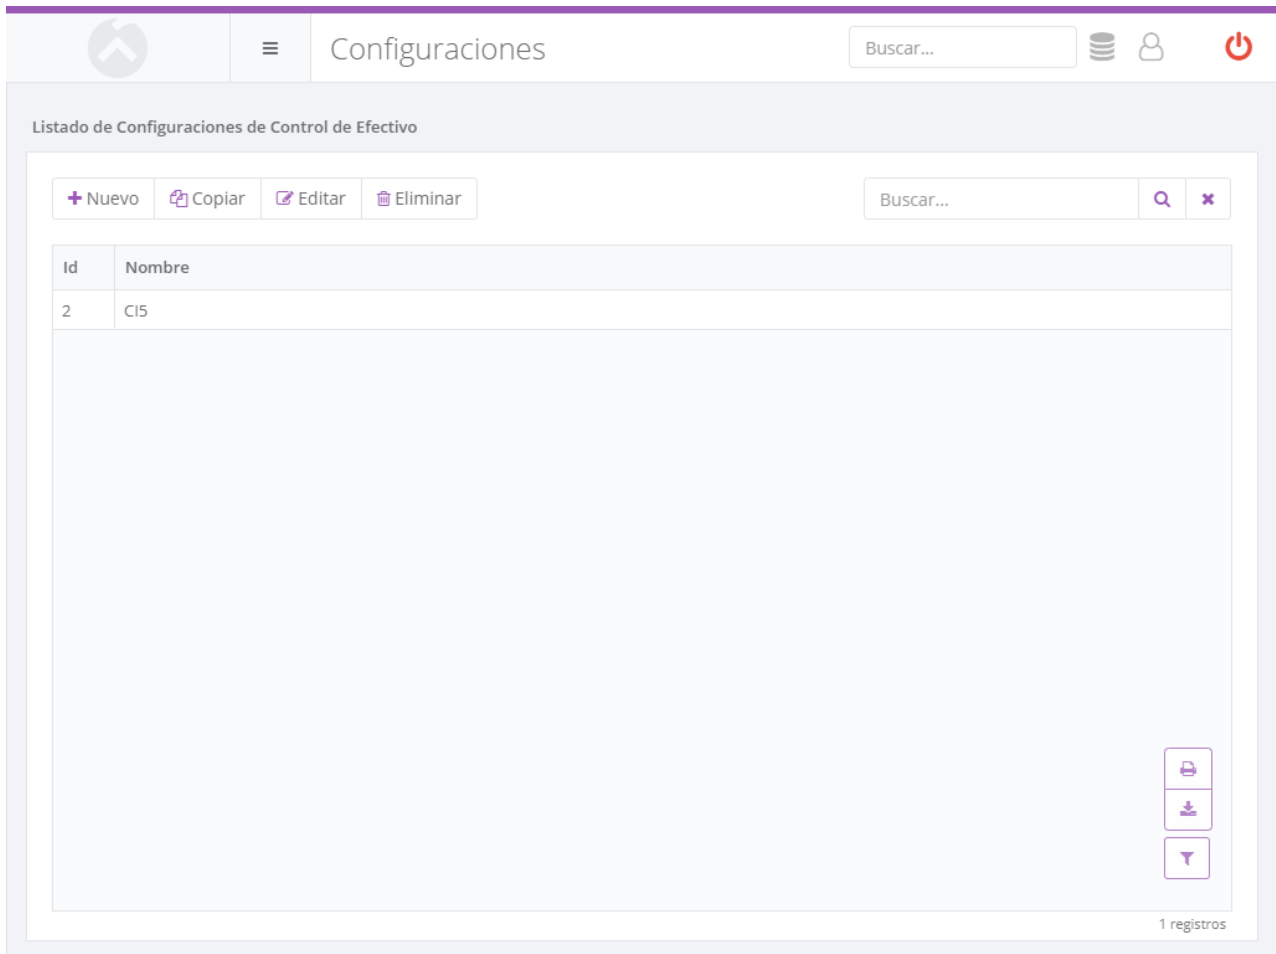 Configuraciones
Buscar...
Listado de Configuraciones de Control de Efectivo
Nuevo Copiar Editar Eliminar
Buscar...
Id Nombre
2 CI5
1 registros